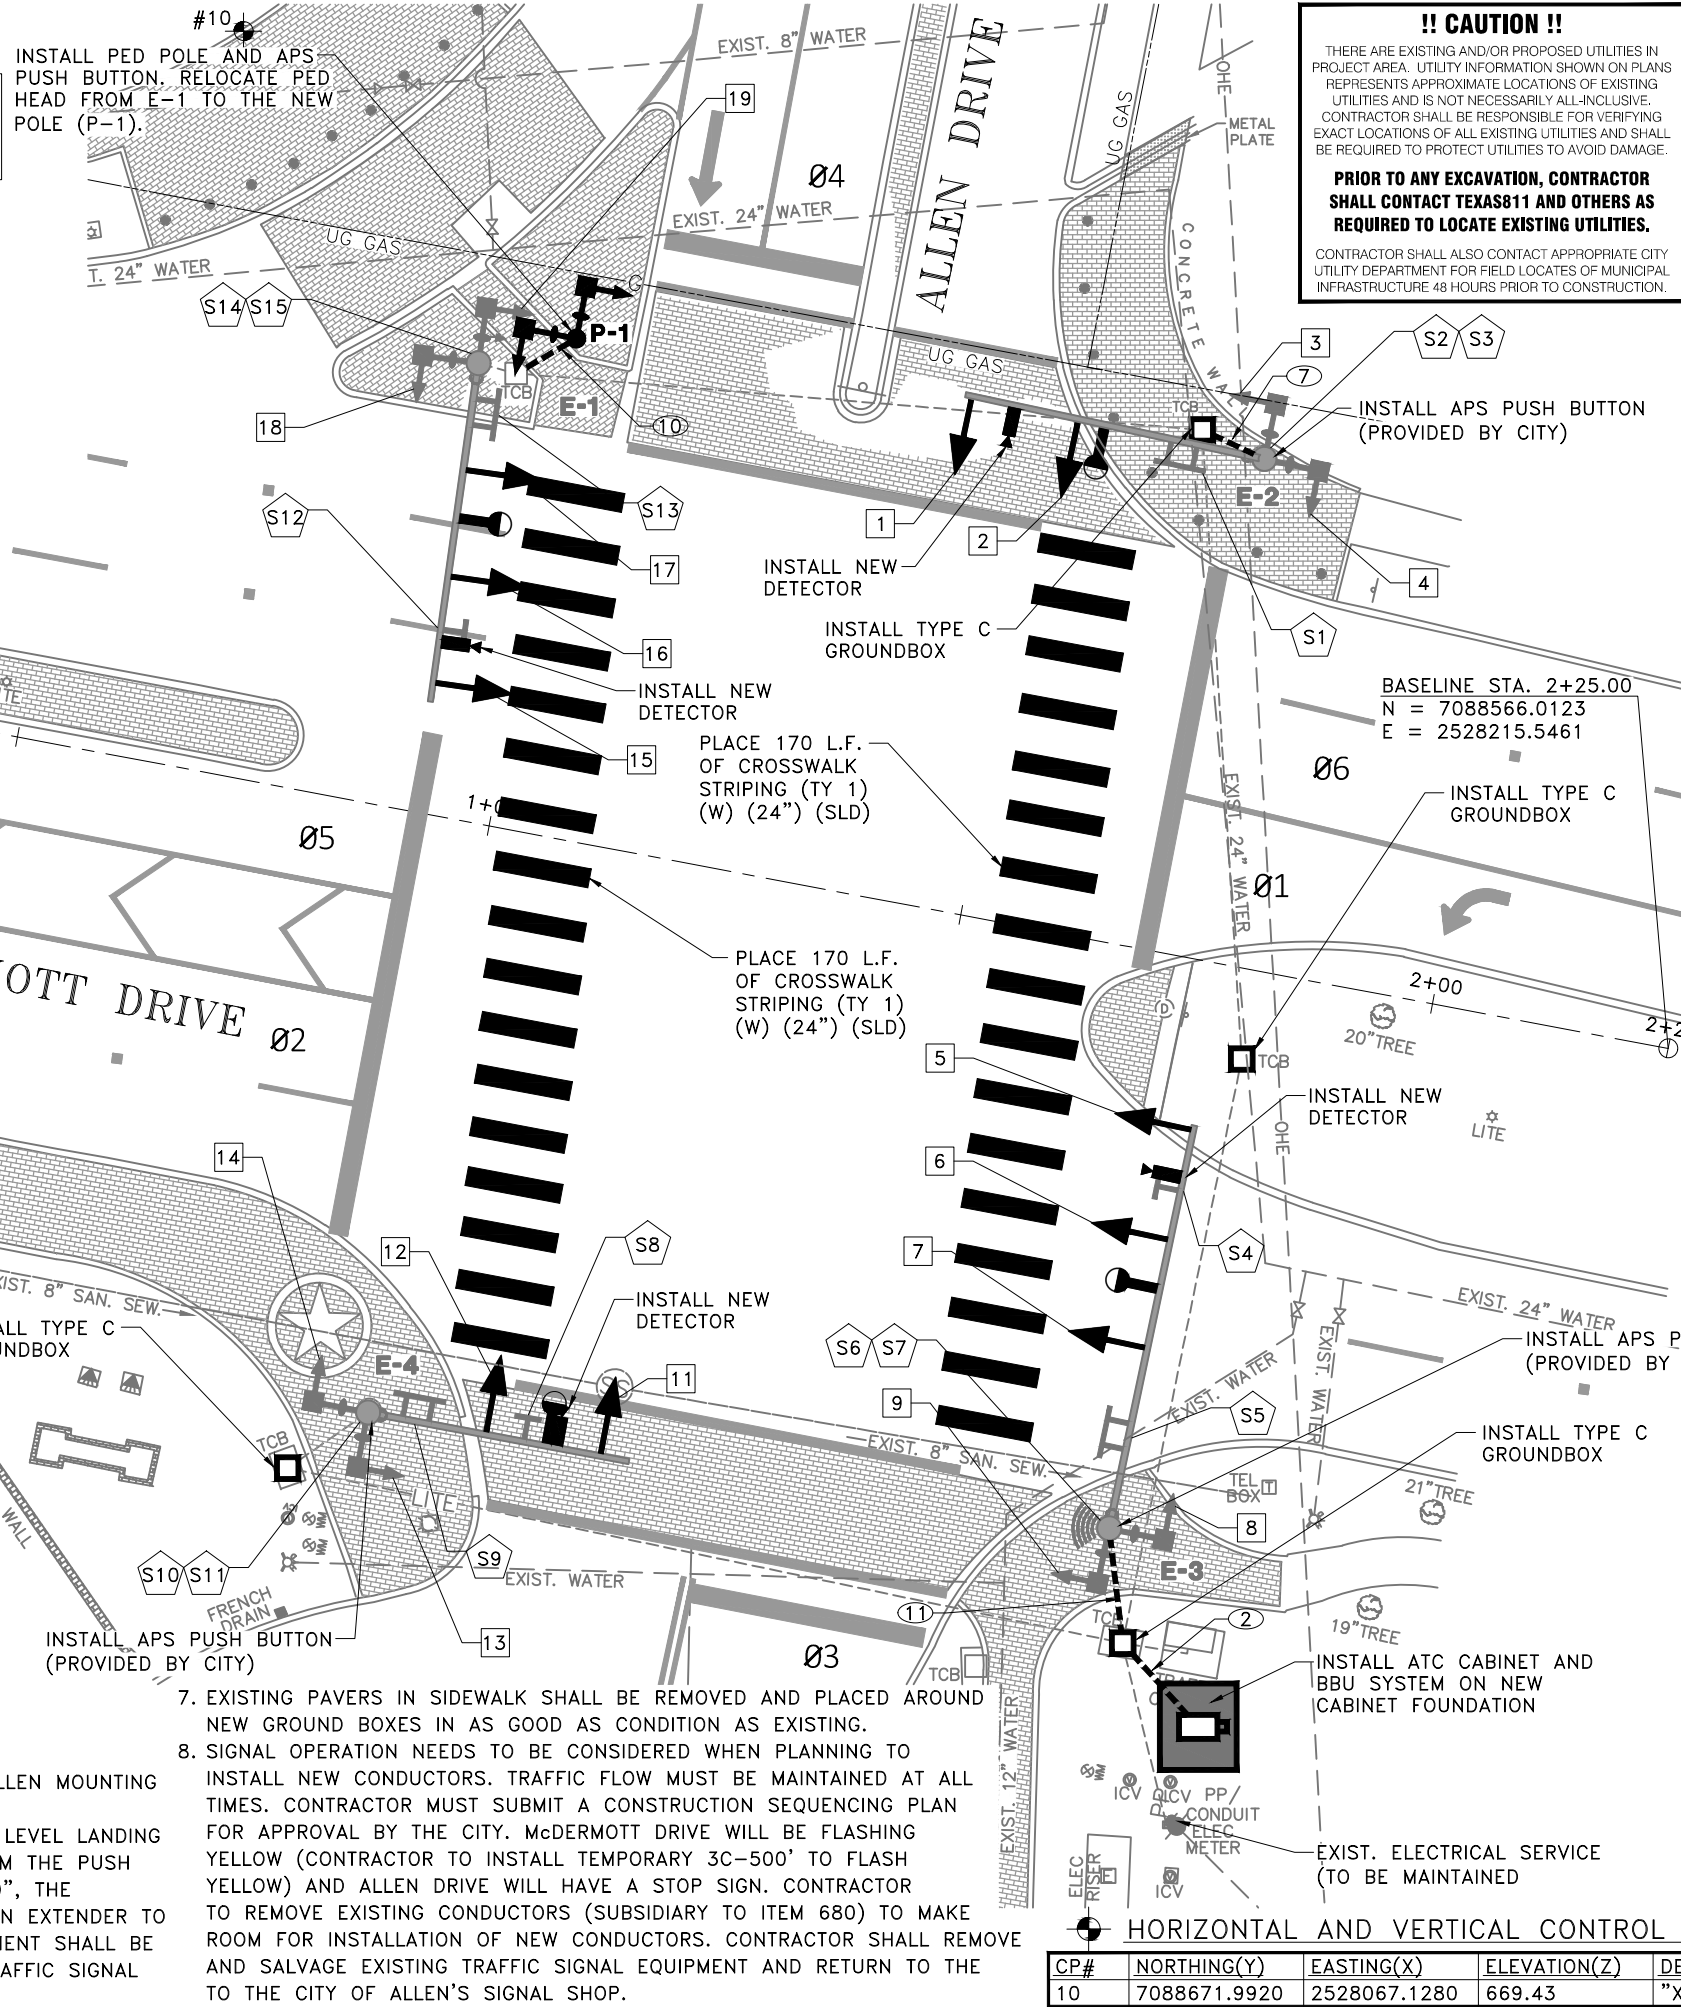 #10
INSTALL PED POLE AND APS
PUSH BUTTON. RELOCATE PED
HEAD FROM E-1 TO THE NEW
POLE (P-1).
19
EXIST. 8" WATER
ALLEN DRIVE
OHE
UG GAS
UG GAS
METAL
PLATE
!! CAUTION !!
THERE ARE EXISTING AND/OR PROPOSED UTILITIES IN
PROJECT AREA. UTILITY INFORMATION SHOWN ON PLANS
REPRESENTS APPROXIMATE LOCATIONS OF EXISTING
UTILITIES AND IS NOT NECESSARILY ALL-INCLUSIVE.
CONTRACTOR SHALL BE RESPONSIBLE FOR VERIFYING
EXACT LOCATIONS OF ALL EXISTING UTILITIES AND SHALL
BE REQUIRED TO PROTECT UTILITIES TO AVOID DAMAGE.
PRIOR TO ANY EXCAVATION, CONTRACTOR
SHALL CONTACT TEXAS811 AND OTHERS AS
REQUIRED TO LOCATE EXISTING UTILITIES.
CONTRACTOR SHALL ALSO CONTACT APPROPRIATE CITY
UTILITY DEPARTMENT FOR FIELD LOCATES OF MUNICIPAL
INFRASTRUCTURE 48 HOURS PRIOR TO CONSTRUCTION.
Ø4
EXIST. 24" WATER
UG GAS
T. 24" WATER
CONCRETE WALL
S14 S15
G
P-1
S2 S3
3
7
UG GAS
TCB
E-1
TCB
INSTALL APS PUSH BUTTON
(PROVIDED BY CITY)
18
10
E-2
S12
S13
1
2
17
INSTALL NEW
DETECTOR
4
INSTALL TYPE C
GROUNDBOX
S1
16
INSTALL NEW
DETECTOR
BASELINE STA. 2+25.00
N = 7088566.0123
E = 2528215.5461
TE
15
PLACE 170 L.F.
OF CROSSWALK
STRIPING (TY 1)
(W) (24") (SLD)
Ø6
INSTALL TYPE C
GROUNDBOX
EXIST. 24" WATER
1+0
Ø5
Ø1
PLACE 170 L.F.
OF CROSSWALK
STRIPING (TY 1)
(W) (24") (SLD)
OTT DRIVE
Ø2
2+00
D
20"TREE
2+2
5
TCB
INSTALL NEW
DETECTOR
LITE
OHE
14
6
12
S8
7
S4
XIST. 8" SAN. SEW.
INSTALL NEW
DETECTOR
EXIST. 24" WATER
ALL TYPE C
UNDBOX
S6 S7
INSTALL APS P
(PROVIDED BY
E-4
11
9
EXIST. WATER
EXIST. WATER
S5
TCB
EXIST. 8" SAN. SEW.
INSTALL TYPE C
GROUNDBOX
WALL
LITE
TEL
BOX
T
21"TREE
8
WM
WM
S10 S11
S9
EXIST. WATER
E-3
FRENCH
DRAIN
11
2
19"TREE
INSTALL APS PUSH BUTTON
(PROVIDED BY CITY)
13
Ø3
TCB
INSTALL ATC CABINET AND
BBU SYSTEM ON NEW
CABINET FOUNDATION
7. EXISTING PAVERS IN SIDEWALK SHALL BE REMOVED AND PLACED AROUND
NEW GROUND BOXES IN AS GOOD AS CONDITION AS EXISTING.
8. SIGNAL OPERATION NEEDS TO BE CONSIDERED WHEN PLANNING TO
INSTALL NEW CONDUCTORS. TRAFFIC FLOW MUST BE MAINTAINED AT ALL
TIMES. CONTRACTOR MUST SUBMIT A CONSTRUCTION SEQUENCING PLAN
FOR APPROVAL BY THE CITY. McDERMOTT DRIVE WILL BE FLASHING
YELLOW (CONTRACTOR TO INSTALL TEMPORARY 3C-500' TO FLASH
YELLOW) AND ALLEN DRIVE WILL HAVE A STOP SIGN. CONTRACTOR
TO REMOVE EXISTING CONDUCTORS (SUBSIDIARY TO ITEM 680) TO MAKE
ROOM FOR INSTALLATION OF NEW CONDUCTORS. CONTRACTOR SHALL REMOVE
AND SALVAGE EXISTING TRAFFIC SIGNAL EQUIPMENT AND RETURN TO THE
TO THE CITY OF ALLEN'S SIGNAL SHOP.
LLEN MOUNTING
LEVEL LANDING
M THE PUSH
", THE
N EXTENDER TO
MENT SHALL BE
AFFIC SIGNAL
EXIST. 12" WATER
WM
ICV
PP/
CONDUIT
ELEC
METER
ELEC
RISER
E
ICV
EXIST. ELECTRICAL SERVICE
(TO BE MAINTAINED
HORIZONTAL AND VERTICAL CONTROL
CP# NORTHING(Y) EASTING(X) ELEVATION(Z) DE
10 7088671.9920 2528067.1280 669.43 "X